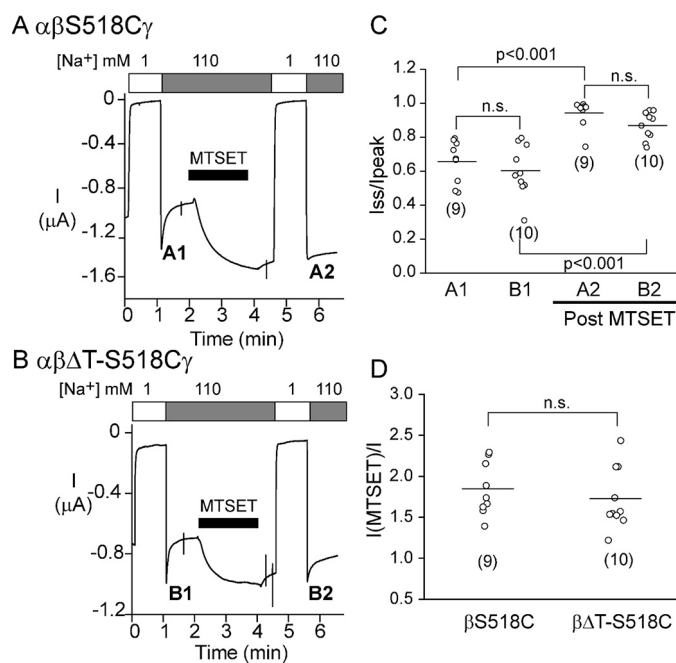 A αβS518Cγ
[Na⁺] mM 1 110 1 110
0
-0.4
-0.8
-1.2
-1.6
I
(μA)
MTSET
A1
A2
0 1 2 3 4 5 6
Time (min)
B αβΔT-S518Cγ
[Na⁺] mM 1 110 1 110
0
-0.4
-0.8
-1.2
I
(μA)
MTSET
B1
B2
0 1 2 3 4 5 6
Time (min)
C
p<0.001
n.s.
n.s.
1.2
1.0
0.8
0.6
0.4
0.2
0.0
Iss/Ipeak
(9)
(10)
(9)
(10)
p<0.001
A1 B1 A2 B2
Post MTSET
D
n.s.
3.0
2.5
2.0
1.5
1.0
0.5
I(MTSET)/I
(9)
(10)
βS518C βΔT-S518C